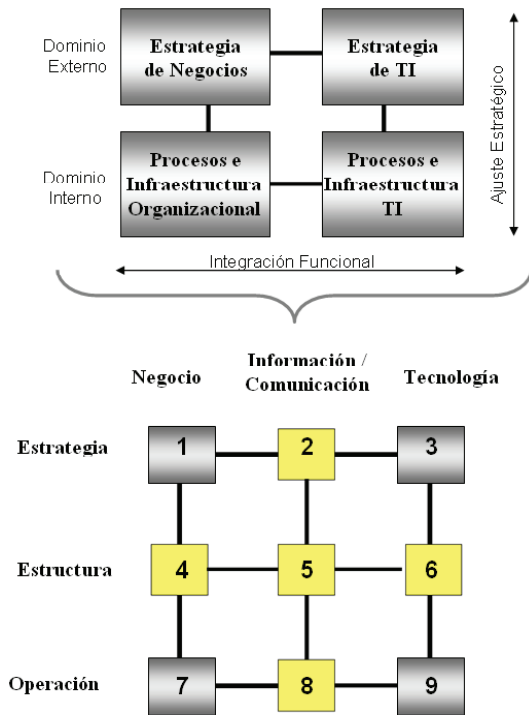 Dominio
Externo
Estrategia
de Negocios
Estrategia
de TI
Dominio
Interno
Procesos e
Infraestructura
Organizacional
Procesos e
Infraestructura
TI
Ajuste Estratégico
Integración Funcional
Negocio
Información /
Comunicación
Tecnología
Estrategia
1
2
3
Estructura
4
5
6
Operación
7
8
9